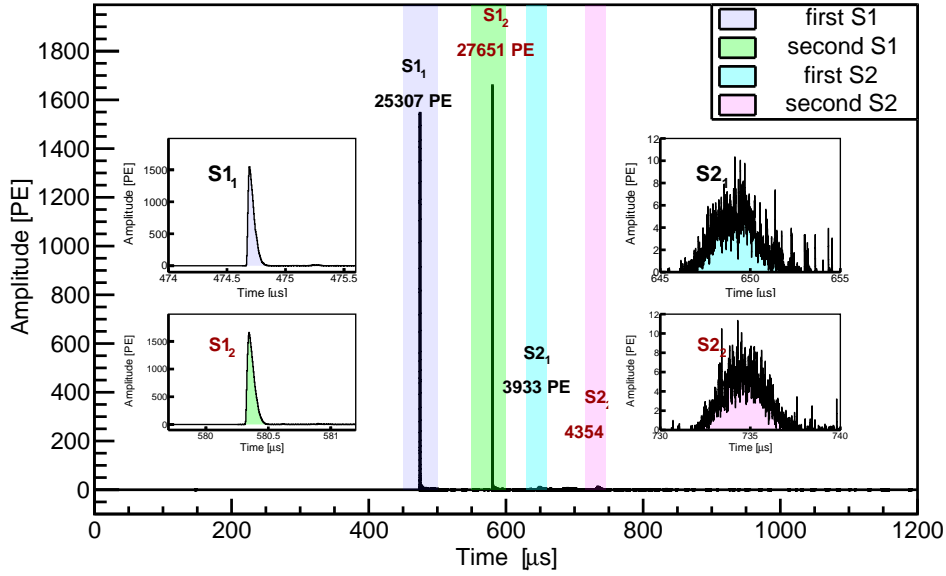 1800
1600
1400
1200
1000
800
600
400
200
0
Amplitude [PE]
0 200 400 600 800 1000 1200
Time [μs]
first S1
second S1
first S2
second S2
S1₁
25307 PE
S1₂
27651 PE
S2₁
3933 PE
S2₂
4354
S1₁
1500
1000
500
0
Amplitude [PE]
474 474.5 475 475.5
Time [μs]
S1₂
1500
1000
500
0
Amplitude [PE]
580 580.5 581
Time [μs]
S2₁
12
10
8
6
4
2
0
Amplitude [PE]
645 650 655
Time [μs]
S2₂
12
10
8
6
4
2
0
Amplitude [PE]
730 735 740
Time [μs]